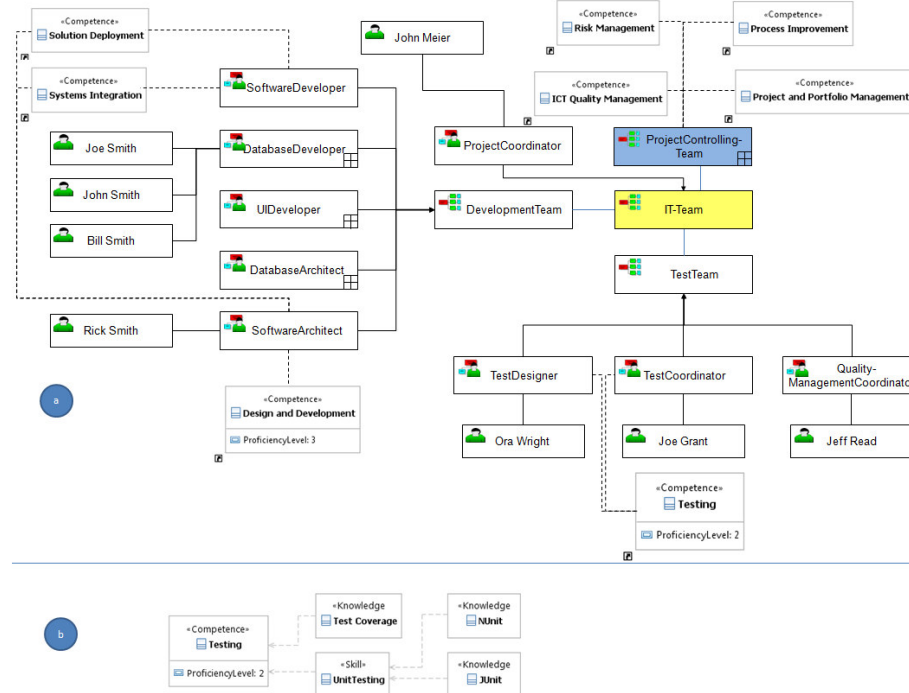 «Competence»
Solution Deployment
«Competence»
Systems Integration
John Meier
«Competence»
Risk Management
«Competence»
Process Improvement
«Competence»
ICT Quality Management
«Competence»
Project and Portfolio Management
SoftwareDeveloper
Joe Smith
DatabaseDeveloper
ProjectCoordinator
ProjectControlling-
Team
John Smith
UIDeveloper
DevelopmentTeam
IT-Team
Bill Smith
DatabaseArchitect
TestTeam
Rick Smith
SoftwareArchitect
a
«Competence»
Design and Development
ProficiencyLevel: 3
TestDesigner
TestCoordinator
Quality-
ManagementCoordinato
Ora Wright
Joe Grant
Jeff Read
«Competence»
Testing
ProficiencyLevel: 2
b
«Competence»
Testing
ProficiencyLevel: 2
«Knowledge»
Test Coverage
«Knowledge»
NUnit
«Skill»
UnitTesting
«Knowledge»
JUnit